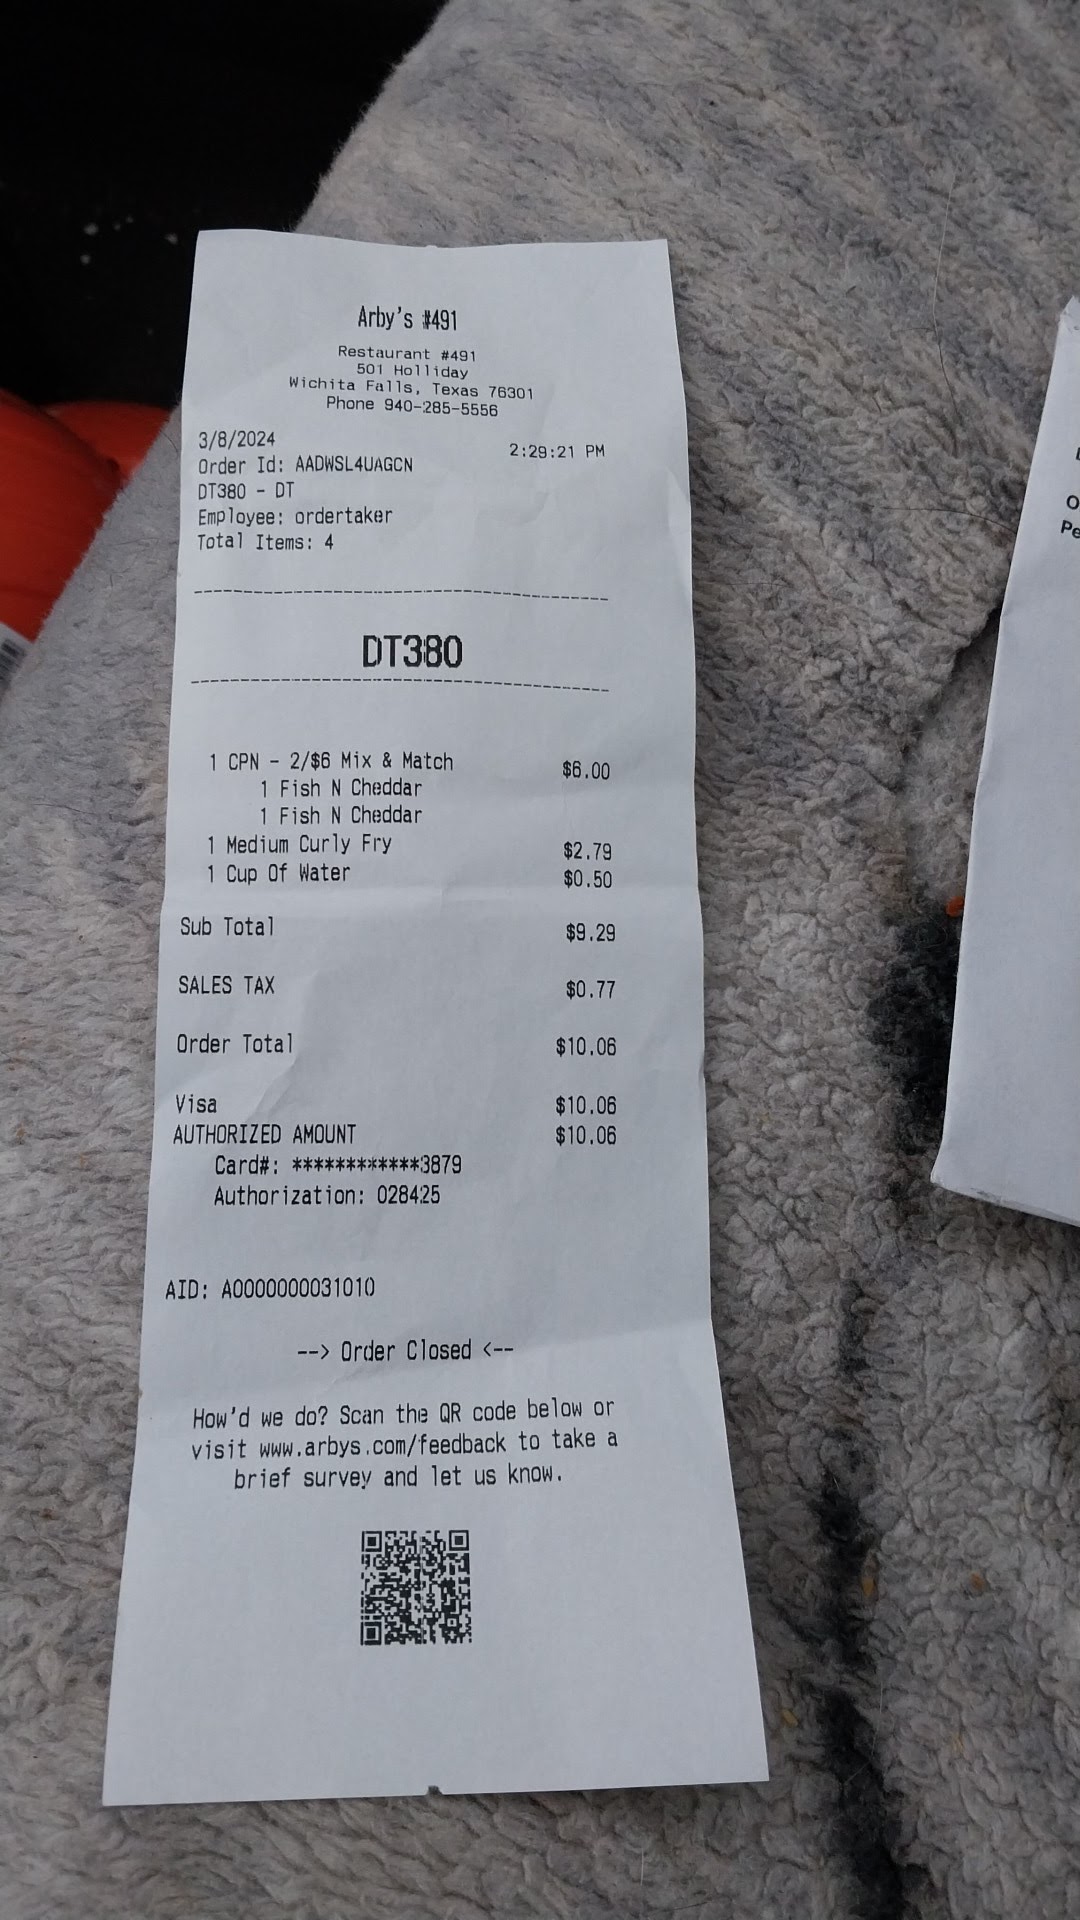 Arby's #491
Restaurant #491
501 Holliday
Wichita Falls, Texas 76301
Phone 940-285-5556
3/8/2024 2:29:21 PM
Order Id: AADWSL4UAGCN
DT380 - DT
Employee: ordertaker
Total Items: 4
DT380
1 CPN - 2/$6 Mix & Match $6.00
1 Fish N Cheddar
1 Fish N Cheddar
1 Medium Curly Fry $2.79
1 Cup Of Water $0.50
Sub Total $9.29
SALES TAX $0.77
Order Total $10.06
Visa $10.06
AUTHORIZED AMOUNT $10.06
Card#: ************3879
Authorization: 028425
AID: A0000000031010
--> Order Closed <--
How'd we do? Scan the QR code below or
visit www.arbys.com/feedback to take a
brief survey and let us know.